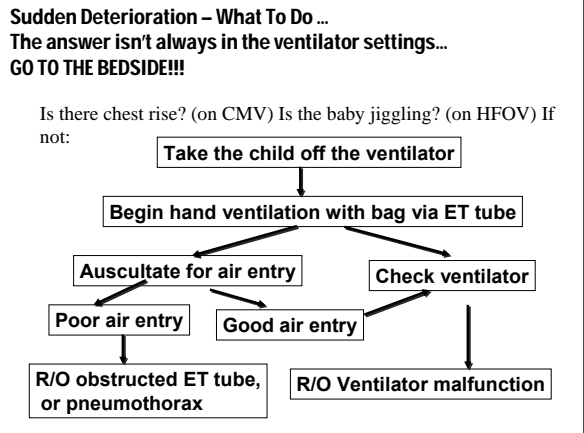 Sudden Deterioration – What To Do ...
The answer isn't always in the ventilator settings...
GO TO THE BEDSIDE!!!
Is there chest rise? (on CMV) Is the baby jiggling? (on HFOV) If
not:
Take the child off the ventilator
Begin hand ventilation with bag via ET tube
Auscultate for air entry
Check ventilator
Poor air entry
Good air entry
R/O obstructed ET tube,
or pneumothorax
R/O Ventilator malfunction